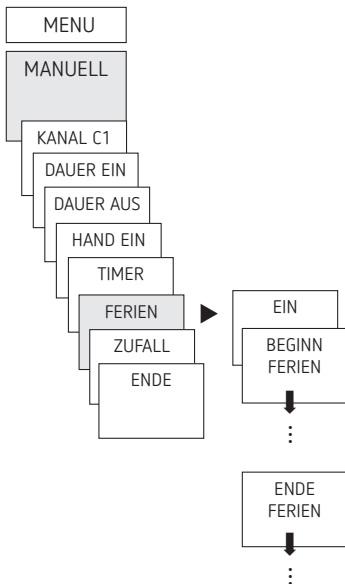 MENU
MANUELL
KANAL C1
DAUER EIN
DAUER AUS
HAND EIN
TIMER
FERIEN
ZUFALL
ENDE
EIN
BEGINN
FERIEN
ENDE
FERIEN